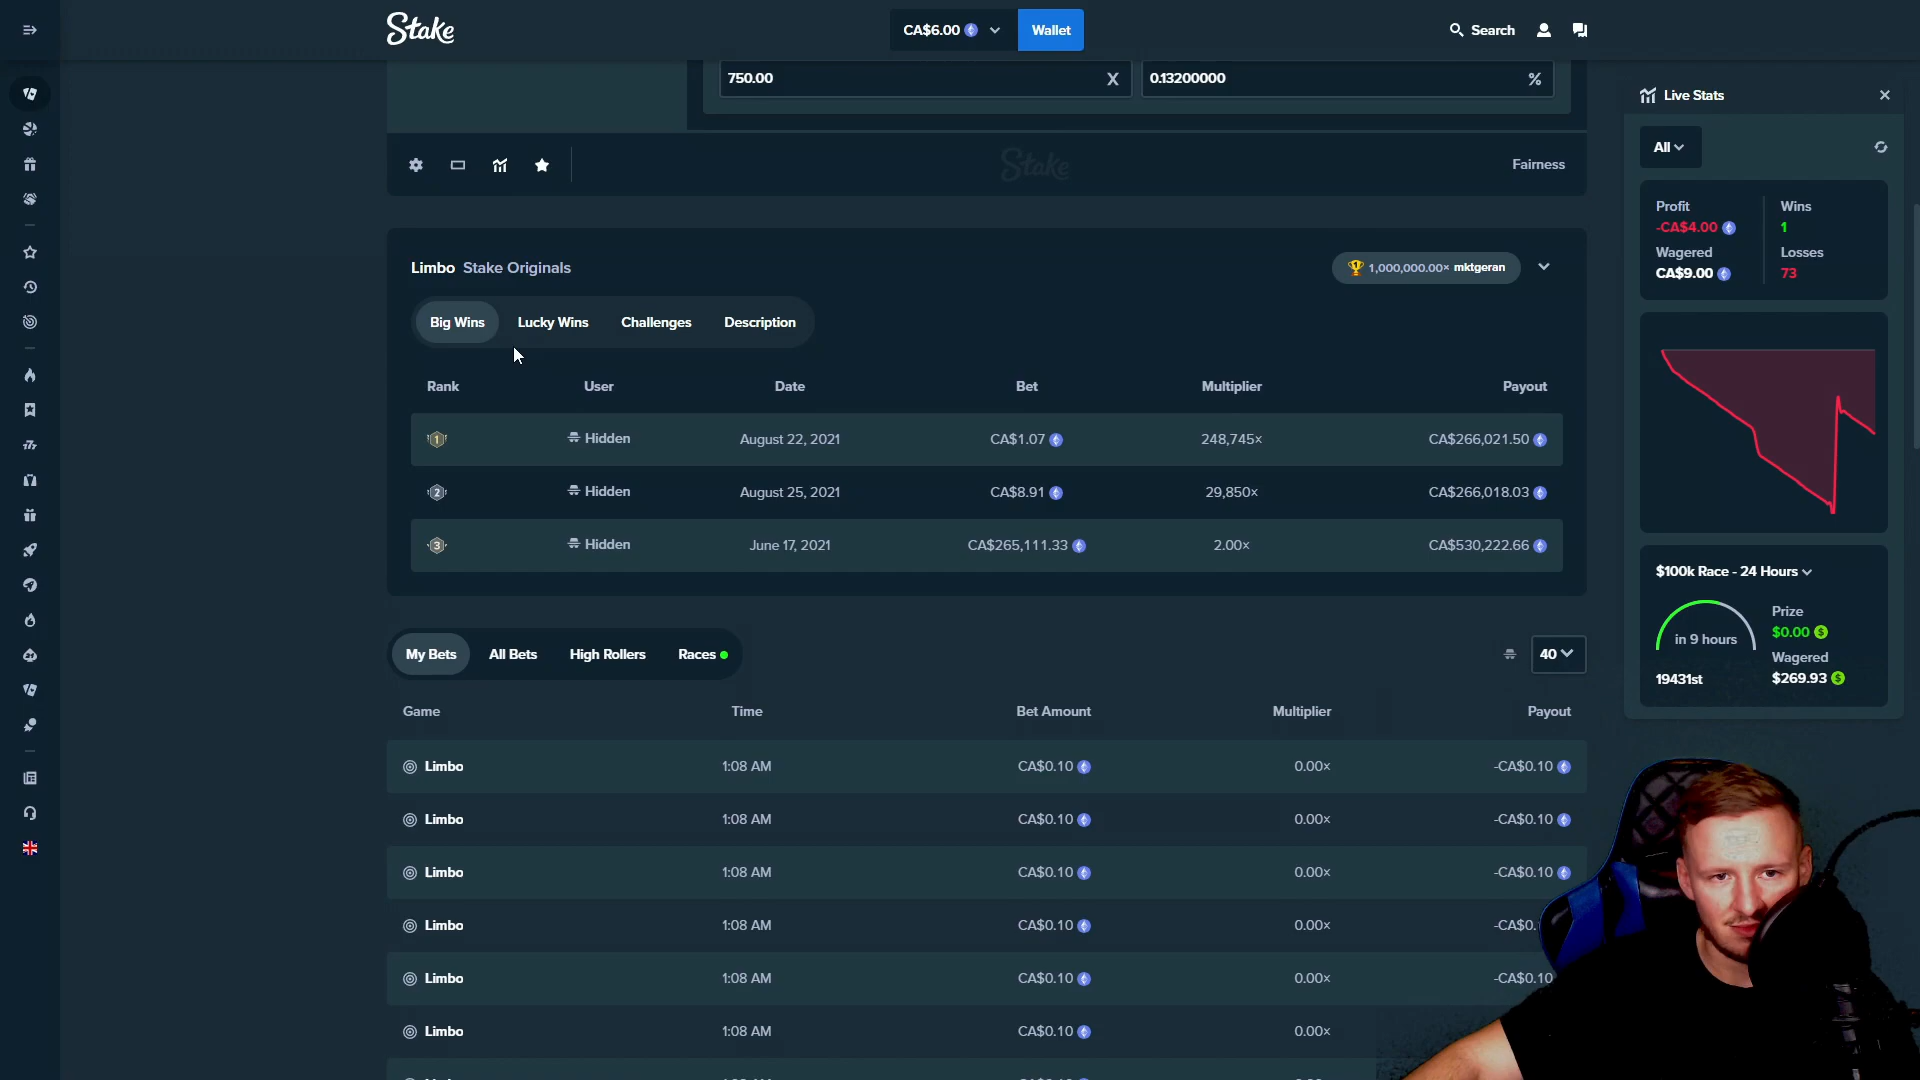 Stake
CA$6.00
Wallet
Search
750.00 X
0.13200000 %
Stake
Fairness
Limbo Stake Originals
1,000,000.00× mktgeran
Big Wins Lucky Wins Challenges Description
Rank User Date Bet Multiplier Payout
1 Hidden August 22, 2021 CA$1.07 248,745× CA$266,021.50
2 Hidden August 25, 2021 CA$8.91 29,850× CA$266,018.03
3 Hidden June 17, 2021 CA$265,111.33 2.00× CA$530,222.66
My Bets All Bets High Rollers Races
40
Game Time Bet Amount Multiplier Payout
Limbo 1:08 AM CA$0.10 0.00× -CA$0.10
Limbo 1:08 AM CA$0.10 0.00× -CA$0.10
Limbo 1:08 AM CA$0.10 0.00× -CA$0.10
Limbo 1:08 AM CA$0.10 0.00× -CA$0.
Limbo 1:08 AM CA$0.10 0.00× -CA$0.10
Limbo 1:08 AM CA$0.10 0.00×
Live Stats
All
Profit
-CA$4.00
Wagered
CA$9.00
Wins
1
Losses
73
$100k Race - 24 Hours
in 9 hours
19431st
Prize
$0.00
Wagered
$269.93